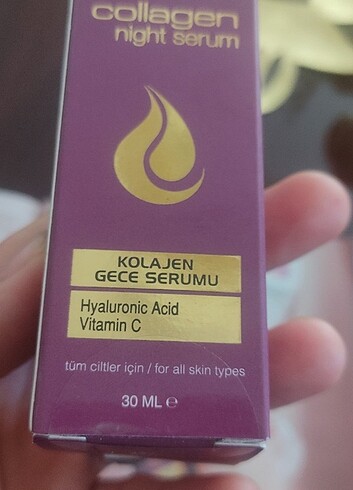 collagen
night serum
KOLAJEN
GECE SERUMU
Hyaluronic Acid
Vitamin C
tüm ciltler için / for all skin types
30 ML ℮